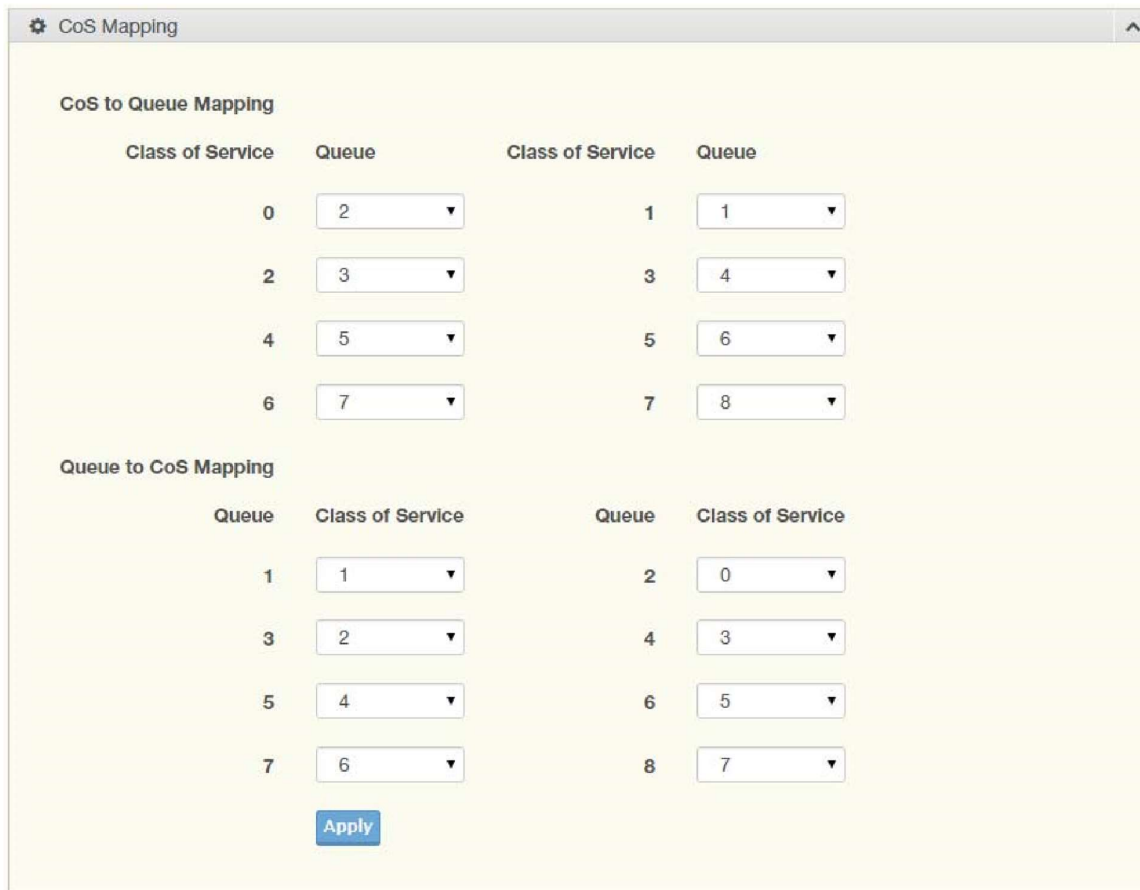 CoS Mapping
CoS to Queue Mapping
Class of Service Queue Class of Service Queue
0 2 1 1
2 3 3 4
4 5 5 6
6 7 7 8
Queue to CoS Mapping
Queue Class of Service Queue Class of Service
1 1 2 0
3 2 4 3
5 4 6 5
7 6 8 7
Apply